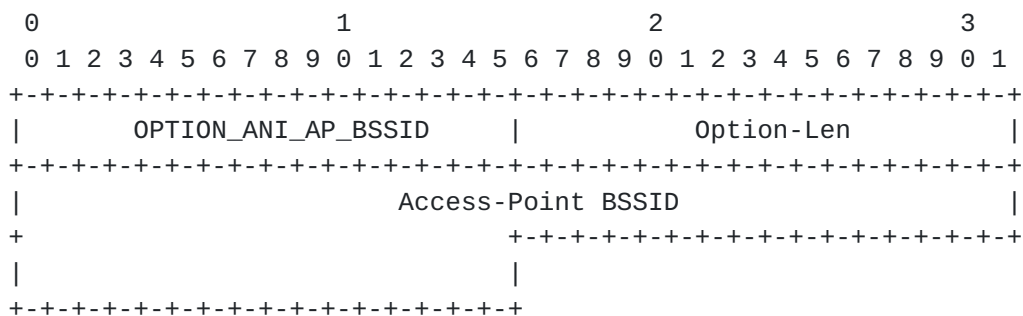 0                   1                   2                   3
 0 1 2 3 4 5 6 7 8 9 0 1 2 3 4 5 6 7 8 9 0 1 2 3 4 5 6 7 8 9 0 1
+-+-+-+-+-+-+-+-+-+-+-+-+-+-+-+-+-+-+-+-+-+-+-+-+-+-+-+-+-+-+-+-+
|       OPTION_ANI_AP_BSSID     |           Option-Len          |
+-+-+-+-+-+-+-+-+-+-+-+-+-+-+-+-+-+-+-+-+-+-+-+-+-+-+-+-+-+-+-+-+
|                        Access-Point BSSID                     |
+                               +-+-+-+-+-+-+-+-+-+-+-+-+-+-+-+-+
|                               |
+-+-+-+-+-+-+-+-+-+-+-+-+-+-+-+-+